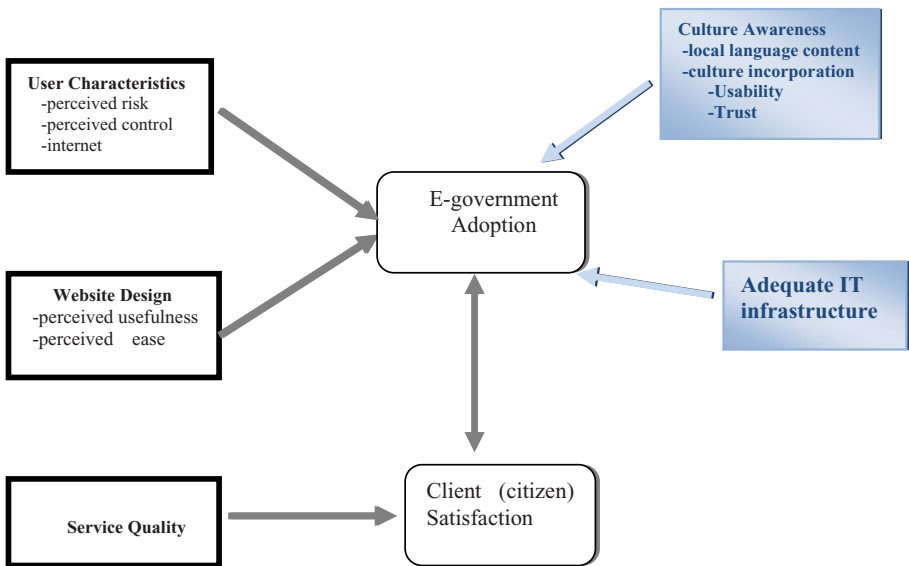 User Characteristics
-perceived risk
-perceived control
-internet
Culture Awareness
-local language content
-culture incorporation
-Usability
-Trust
E-government
Adoption
Website Design
-perceived usefulness
-perceived ease
Adequate IT
infrastructure
Client (citizen)
Satisfaction
Service Quality